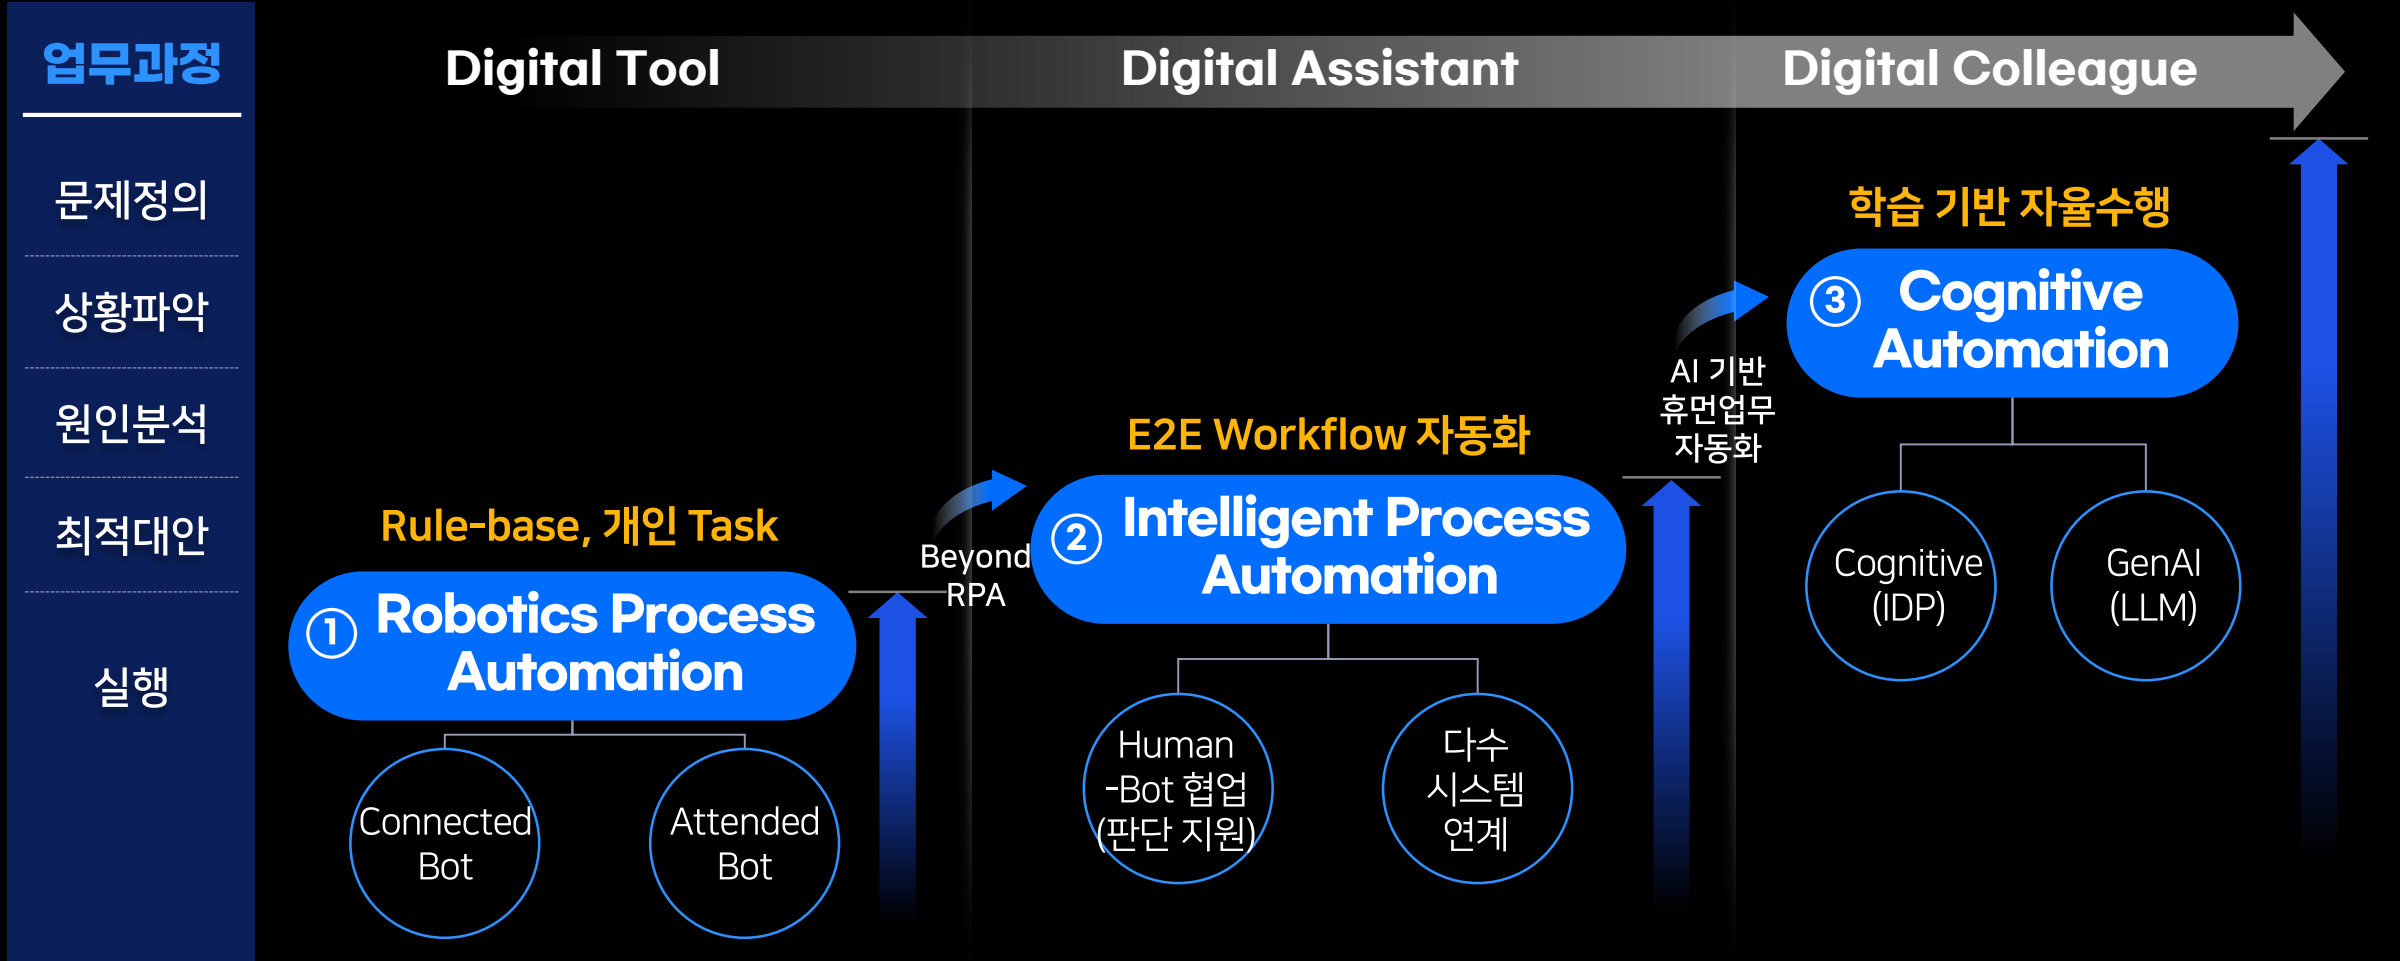 업무과정
문제정의
상황파악
원인분석
최적대안
실행
Digital Tool
Digital Assistant
Digital Colleague
Rule-base, 개인 Task
① Robotics Process
Automation
Connected
Bot
Attended
Bot
Beyond
RPA
E2E Workflow 자동화
② Intelligent Process
Automation
Human
-Bot 협업
(판단 지원)
다수
시스템
연계
AI 기반
휴먼업무
자동화
학습 기반 자율수행
③ Cognitive
Automation
Cognitive
(IDP)
GenAI
(LLM)